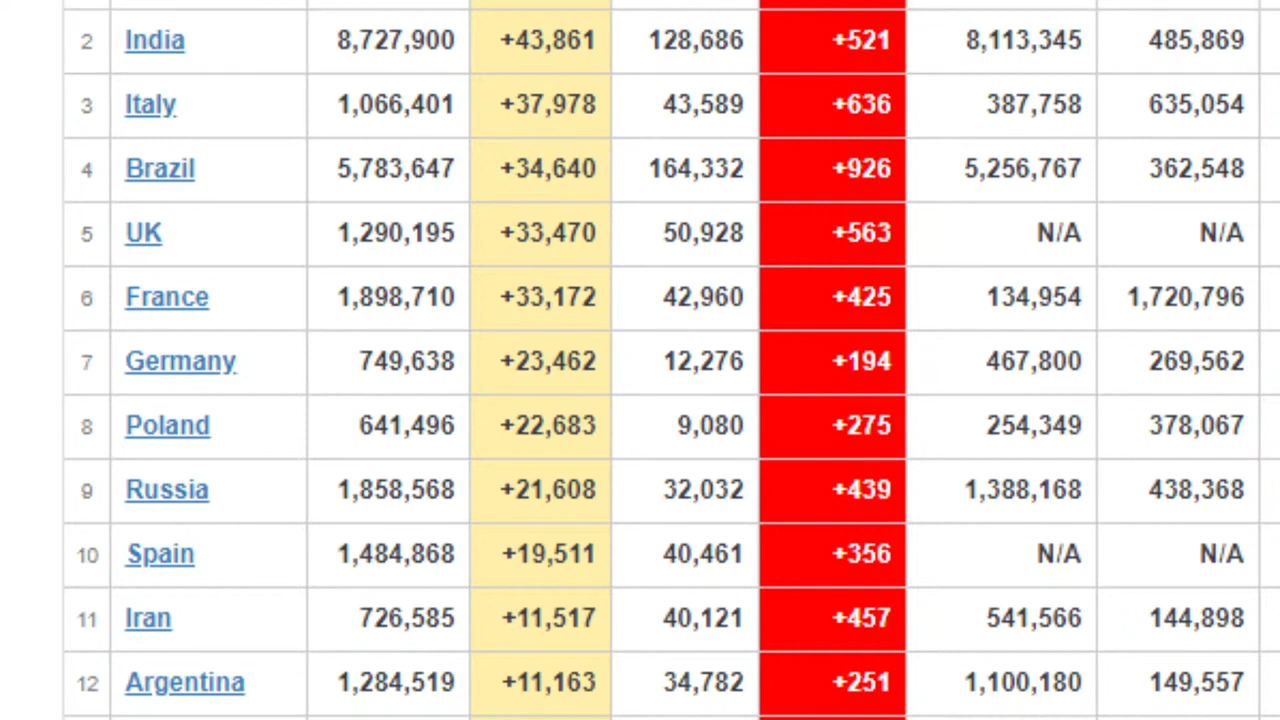 2 India 8,727,900 +43,861 128,686 +521 8,113,345 485,869
3 Italy 1,066,401 +37,978 43,589 +636 387,758 635,054
4 Brazil 5,783,647 +34,640 164,332 +926 5,256,767 362,548
5 UK 1,290,195 +33,470 50,928 +563 N/A N/A
6 France 1,898,710 +33,172 42,960 +425 134,954 1,720,796
7 Germany 749,638 +23,462 12,276 +194 467,800 269,562
8 Poland 641,496 +22,683 9,080 +275 254,349 378,067
9 Russia 1,858,568 +21,608 32,032 +439 1,388,168 438,368
10 Spain 1,484,868 +19,511 40,461 +356 N/A N/A
11 Iran 726,585 +11,517 40,121 +457 541,566 144,898
12 Argentina 1,284,519 +11,163 34,782 +251 1,100,180 149,557